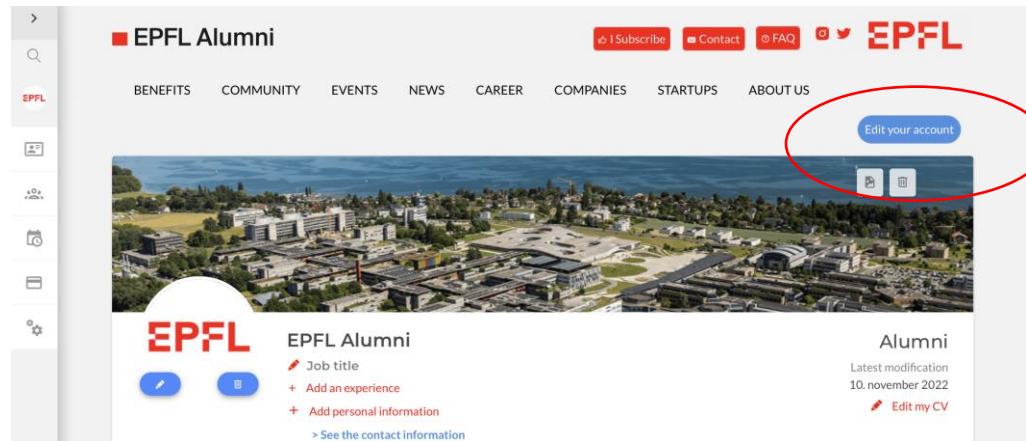 EPFL Alumni
I Subscribe
Contact
FAQ
EPFL
EPFL
BENEFITS COMMUNITY EVENTS NEWS CAREER COMPANIES STARTUPS ABOUT US
Edit your account
EPFL
EPFL Alumni
Job title
+ Add an experience
+ Add personal information
> See the contact information
Alumni
Latest modification
10. november 2022
Edit my CV